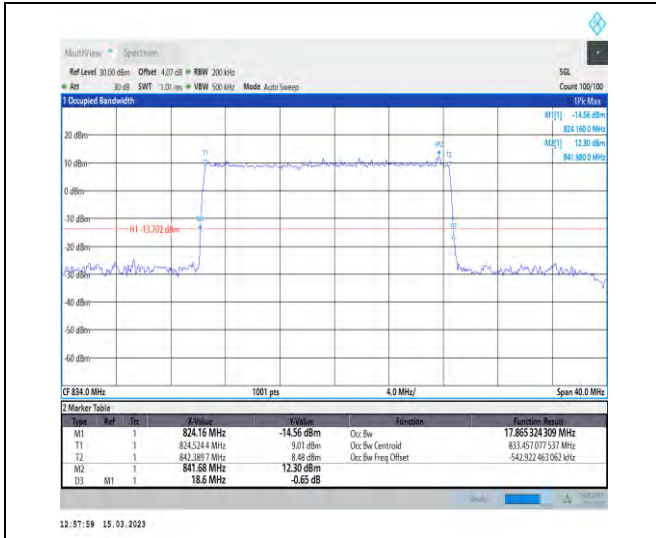 MultiView Spectrum
Ref Level 30.00 dBm Offset 4.07 dB RBW 200 kHz SGL
Att 30 dB SWT 1.01 ms VBW 500 kHz Mode Auto Sweep Count 100/100
1 Occupied Bandwidth 1Pk Max
M1[1] -14.56 dBm
824.160 0 MHz
M2[1] 12.30 dBm
841.680 0 MHz
20 dBm
M2
T1 T2
10 dBm
0 dBm
-10 dBm
H1 -13.702 dBm
-20 dBm
-30 dBm
-40 dBm
-50 dBm
-60 dBm
CF 834.0 MHz 1001 pts 4.0 MHz/ Span 40.0 MHz
2 Marker Table
Type Ref Trc X-Value Y-Value Function Function Result
M1 1 824.16 MHz -14.56 dBm Occ Bw 17.865 324 309 MHz
T1 1 824.524 4 MHz 9.01 dBm Occ Bw Centroid 833.457 077 537 MHz
T2 1 842.389 7 MHz 8.48 dBm Occ Bw Freq Offset -542.922 463 062 kHz
M2 1 841.68 MHz 12.30 dBm
D3 M1 1 18.6 MHz -0.65 dB
12:57:59 15.03.2023